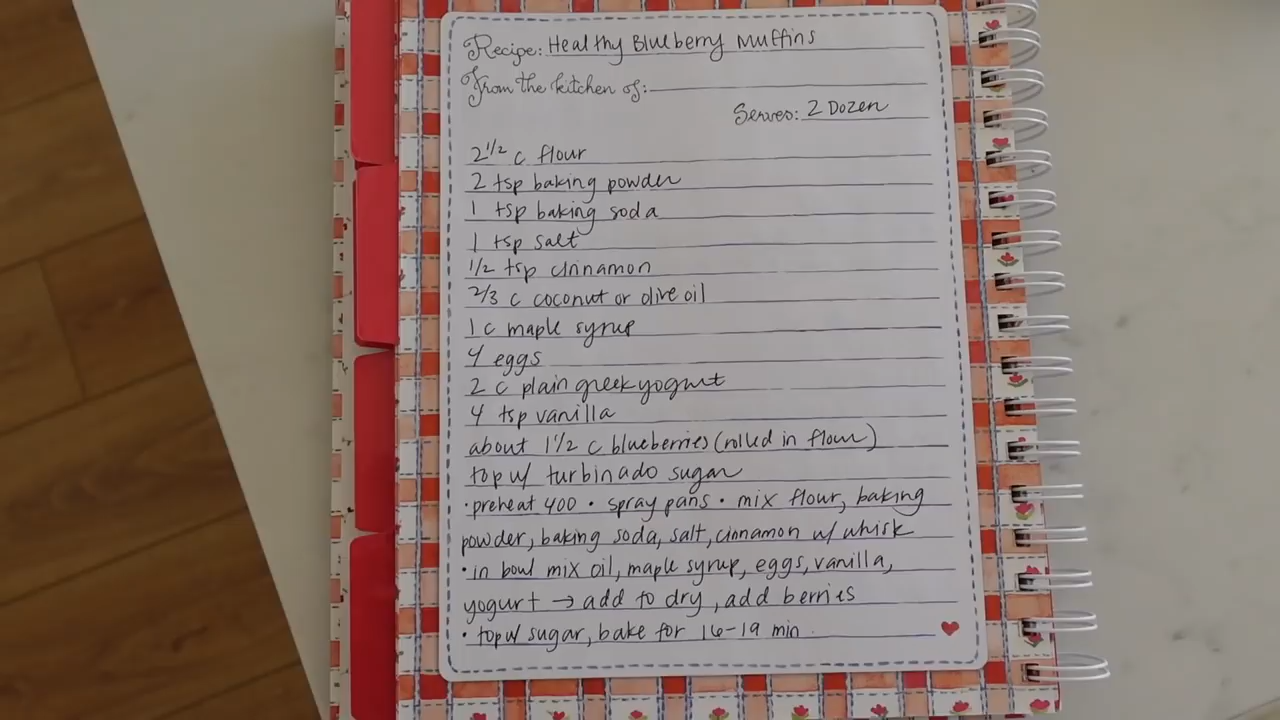 Recipe: Healthy Blueberry Muffins
From the kitchen of:
Serves: 2 Dozen
2 1/2 c flour
2 tsp baking powder
1 tsp baking soda
1 tsp salt
1/2 tsp cinnamon
2/3 c coconut or olive oil
1 c maple syrup
4 eggs
2 c plain greek yogurt
4 tsp vanilla
about 1 1/2 c blueberries (rolled in flour)
top w/ turbinado sugar
• preheat 400 • spray pans • mix flour, baking
powder, baking soda, salt, cinnamon w/ whisk
• in bowl mix oil, maple syrup, eggs, vanilla,
yogurt → add to dry, add berries
• top w/ sugar, bake for 16-19 min